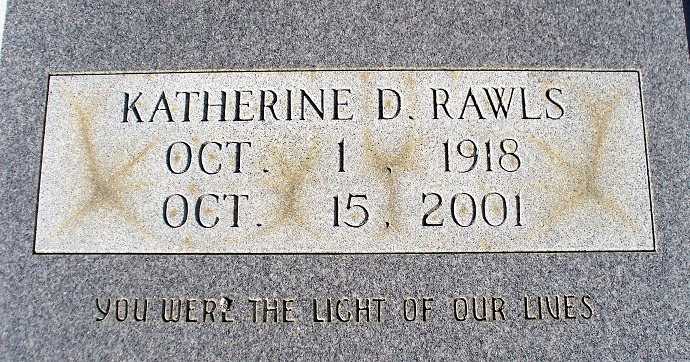 KATHERINE D. RAWLS
OCT. 1, 1918
OCT. 15, 2001
YOU WERE THE LIGHT OF OUR LIVES